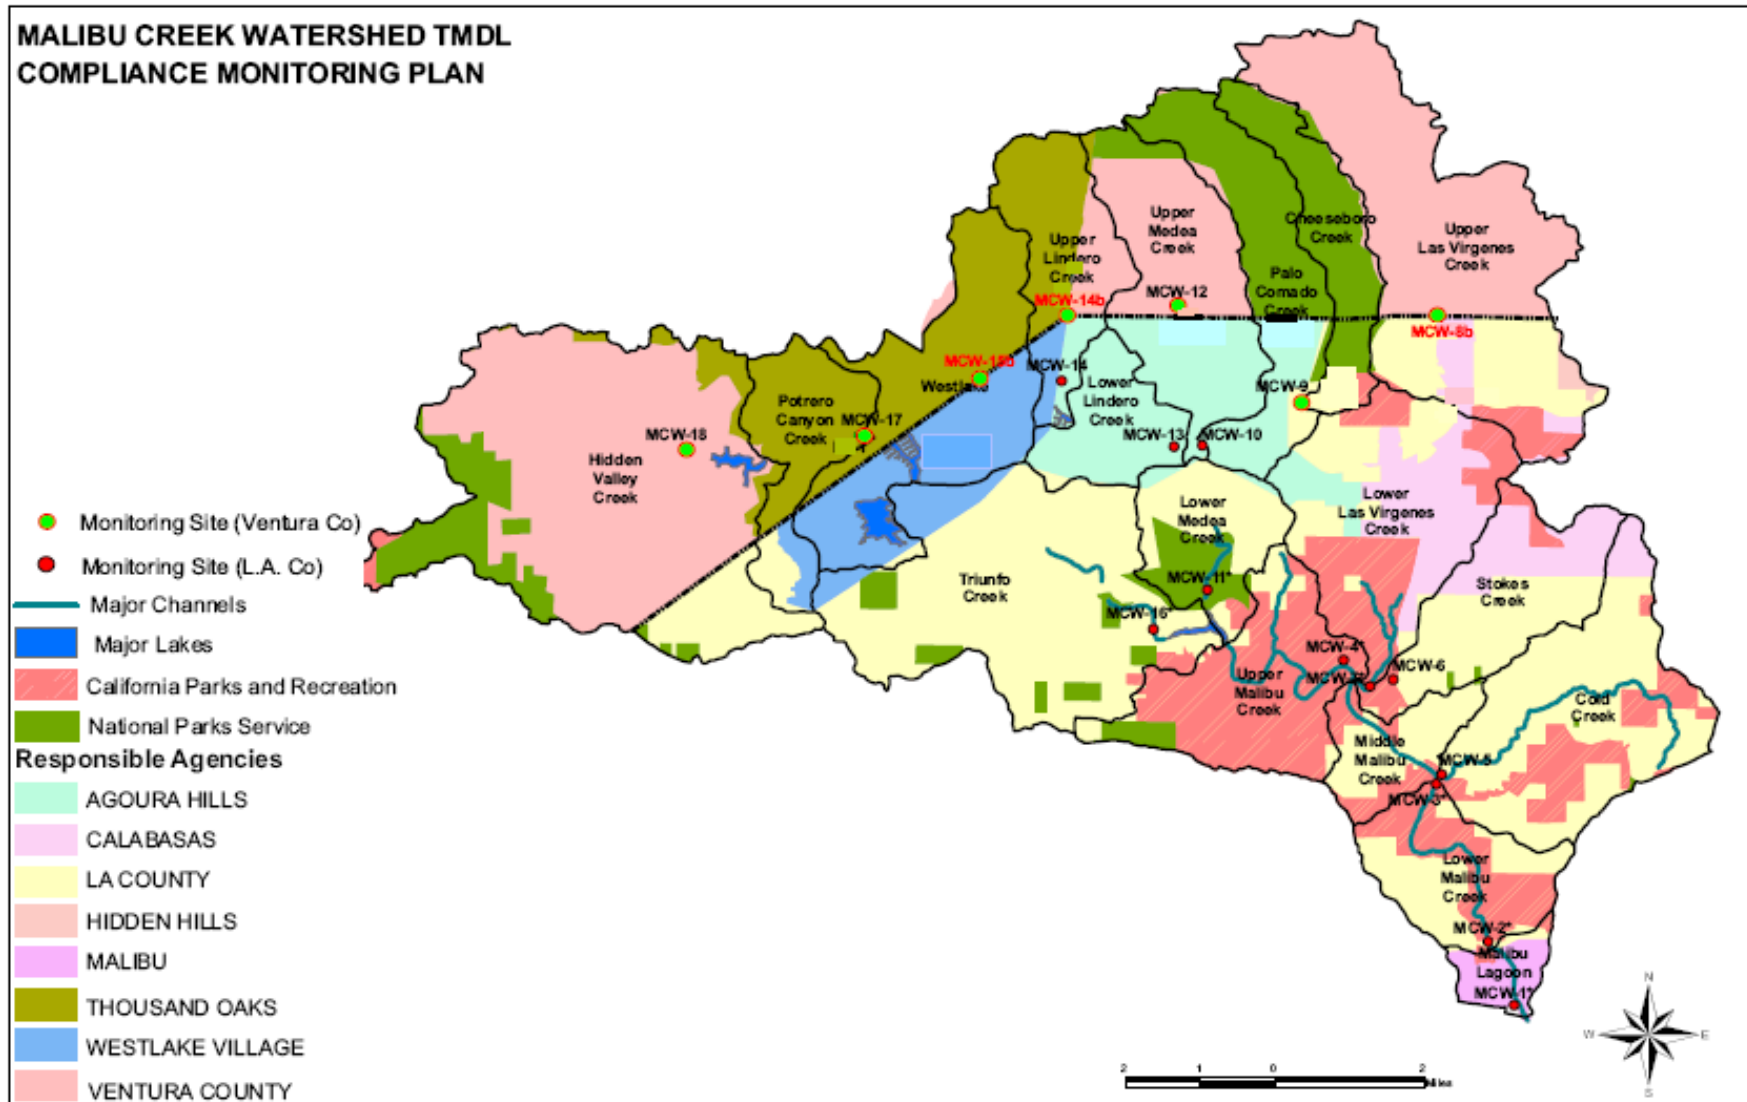 MALIBU CREEK WATERSHED TMDL
COMPLIANCE MONITORING PLAN
Upper
Medea
Creek
Cheeseboro
Creek
Upper
Las Virgenes
Creek
Upper
Lindero
Creek
Palo
Comado
Creek
MCW-14b
MCW-12
MCW-8b
MCW-15b
Westlake
MCW-14
Lower
Lindero
Creek
MCW-9
Potrero
Canyon
Creek
MCW-17
MCW-18
MCW-13
MCW-10
Hidden
Valley
Creek
Lower
Medea
Creek
Lower
Las Virgenes
Creek
Triunfo
Creek
MCW-11*
Stokes
Creek
MCW-16*
MCW-4*
MCW-6
Upper
Malibu
Creek
Cold
Creek
Middle
Malibu
Creek
MCW-5
MCW-3*
Lower
Malibu
Creek
MCW-2*
Malibu
Lagoon
MCW-1*
Monitoring Site (Ventura Co)
Monitoring Site (L.A. Co)
Major Channels
Major Lakes
California Parks and Recreation
National Parks Service
Responsible Agencies
AGOURA HILLS
CALABASAS
LA COUNTY
HIDDEN HILLS
MALIBU
THOUSAND OAKS
WESTLAKE VILLAGE
VENTURA COUNTY
2 1 0 2
Miles
N
W E
S